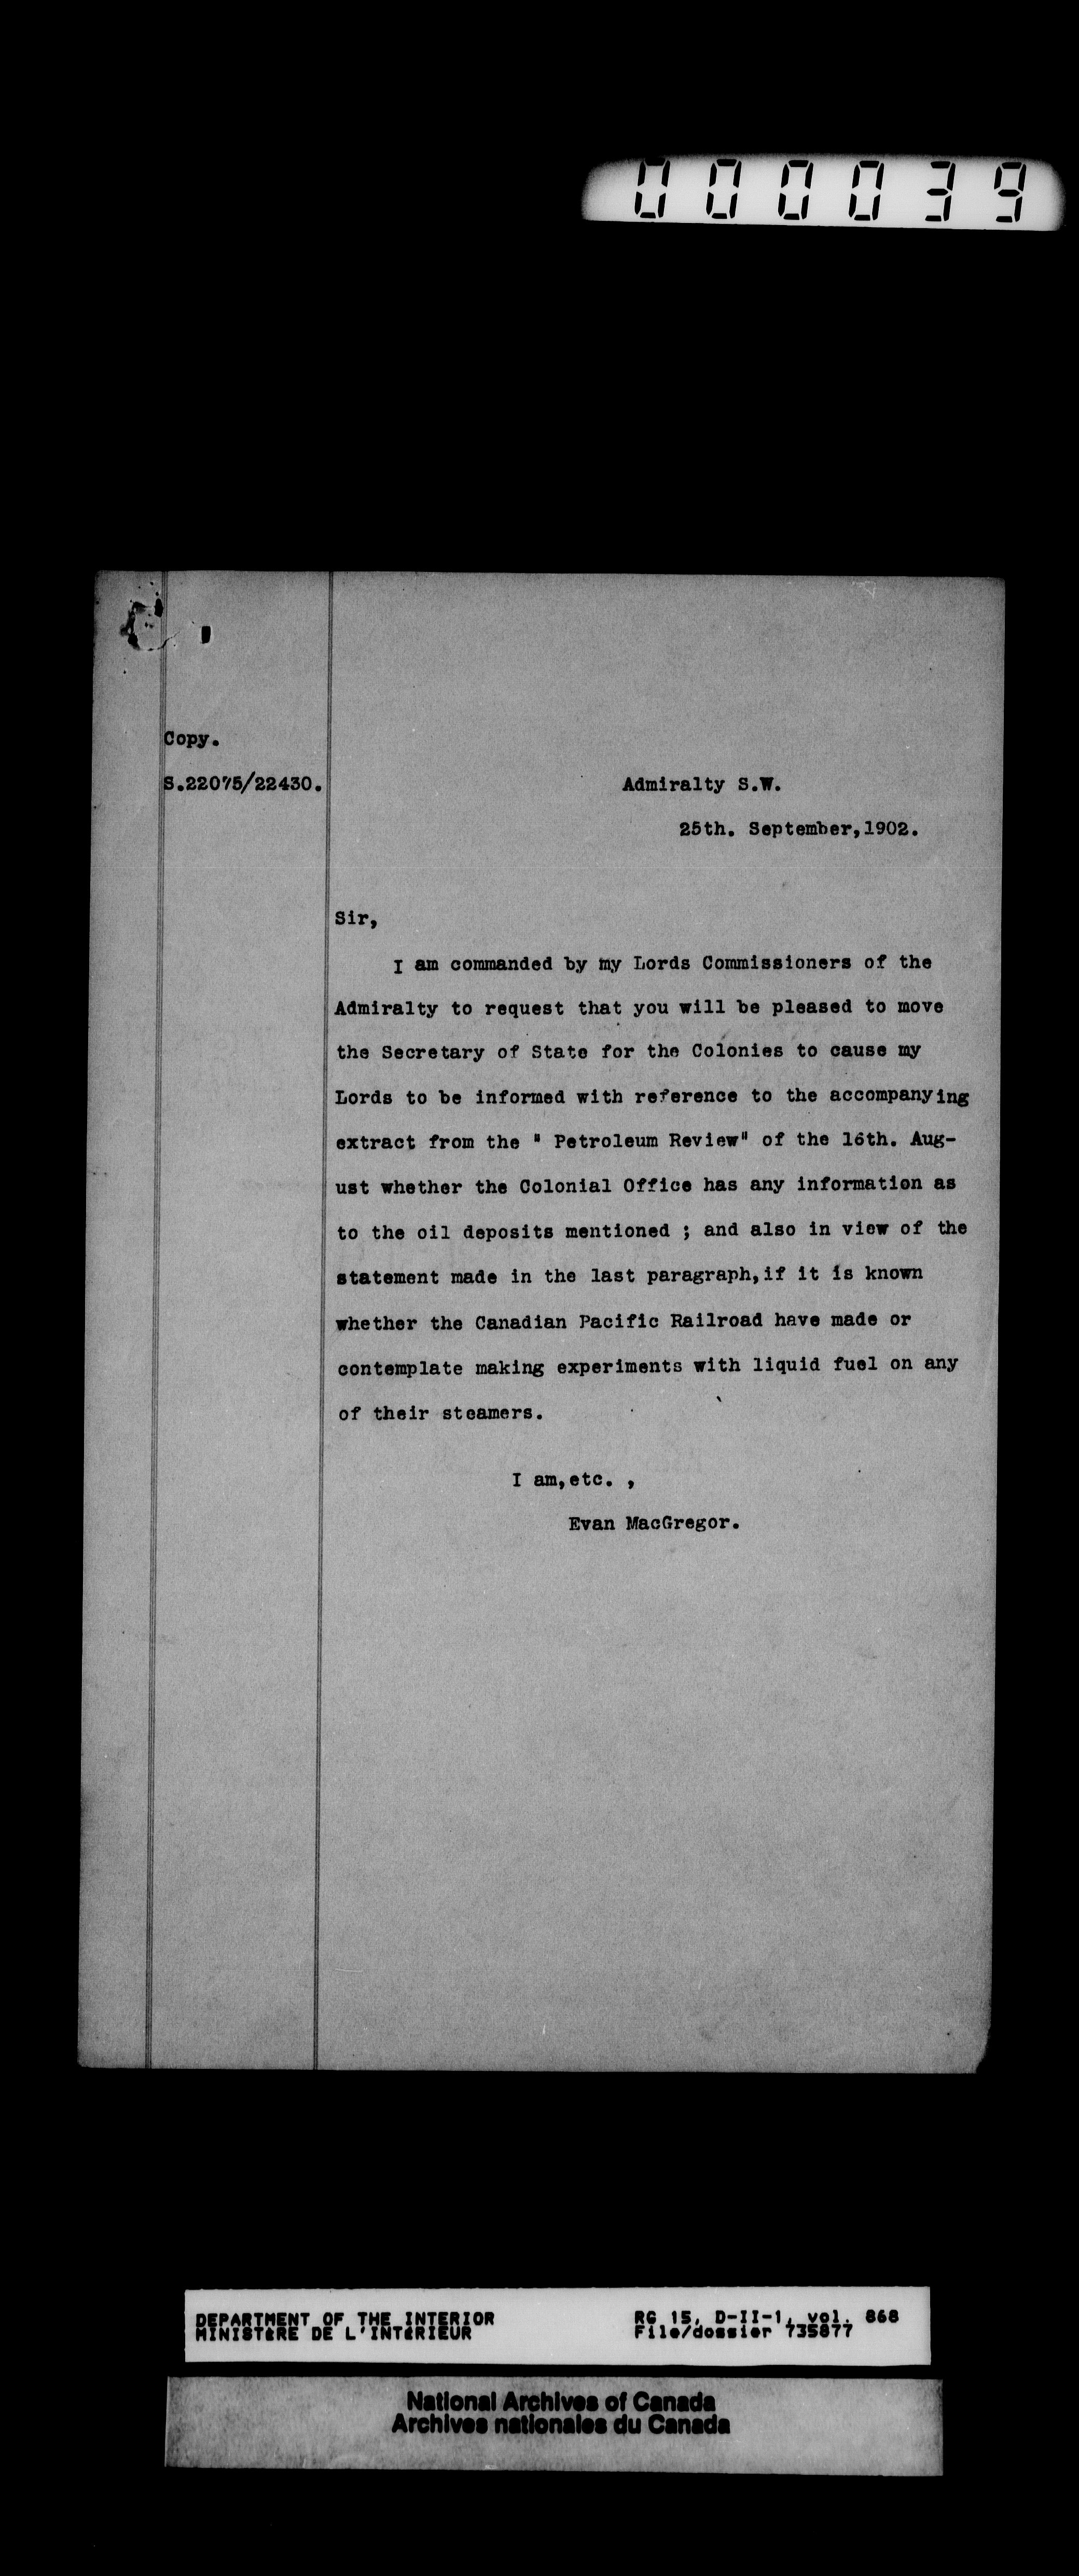 000039
Copy.
S.22075/22430.
Admiralty S.W.
25th. September,1902.
Sir,
I am commanded by my Lords Commissioners of the
Admiralty to request that you will be pleased to move
the Secretary of State for the Colonies to cause my
Lords to be informed with reference to the accompanying
extract from the " Petroleum Review" of the 16th. Aug-
ust whether the Colonial Office has any information as
to the oil deposits mentioned ; and also in view of the
statement made in the last paragraph,if it is known
whether the Canadian Pacific Railroad have made or
contemplate making experiments with liquid fuel on any
of their steamers.
I am,etc. ,
Evan MacGregor.
DEPARTMENT OF THE INTERIOR
MINISTÈRE DE L'INTÉRIEUR
RG 15, D-II-1, vol. 868
File/dossier 735877
National Archives of Canada
Archives nationales du Canada